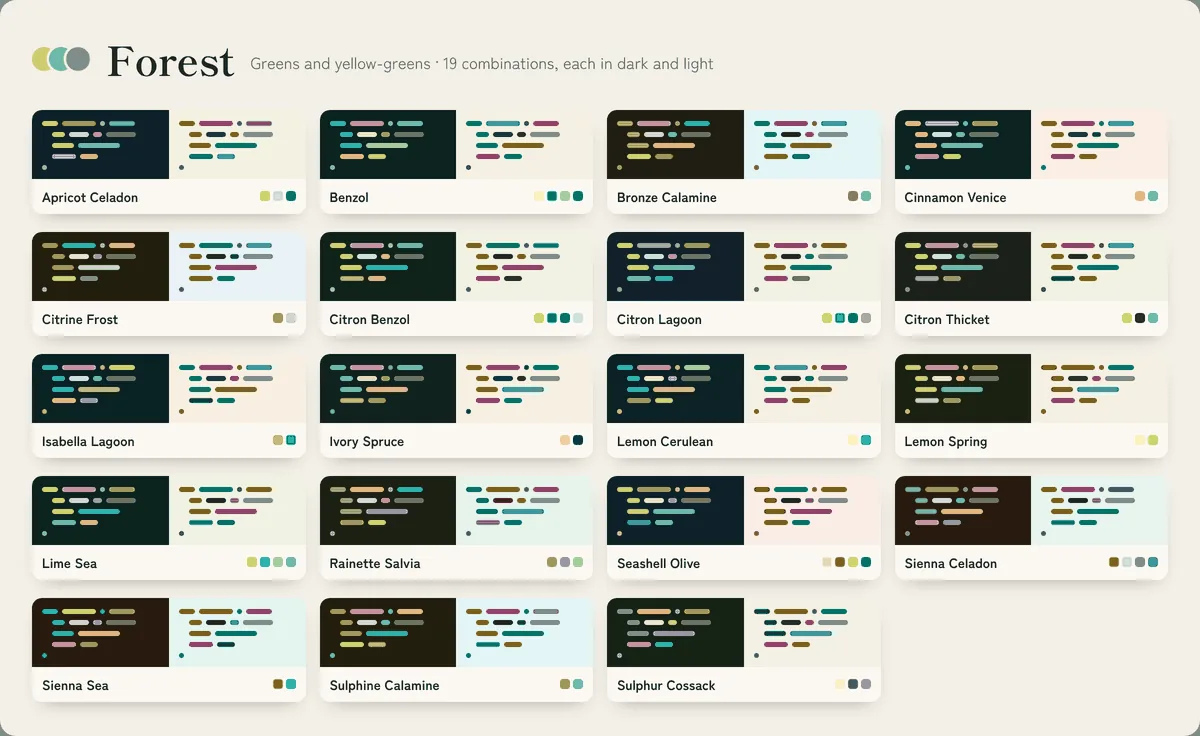 Forest
Greens and yellow-greens · 19 combinations, each in dark and light
Apricot Celadon
Benzol
Bronze Calamine
Cinnamon Venice
Citrine Frost
Citron Benzol
Citron Lagoon
Citron Thicket
Isabella Lagoon
Ivory Spruce
Lemon Cerulean
Lemon Spring
Lime Sea
Rainette Salvia
Seashell Olive
Sienna Celadon
Sienna Sea
Sulphine Calamine
Sulphur Cossack